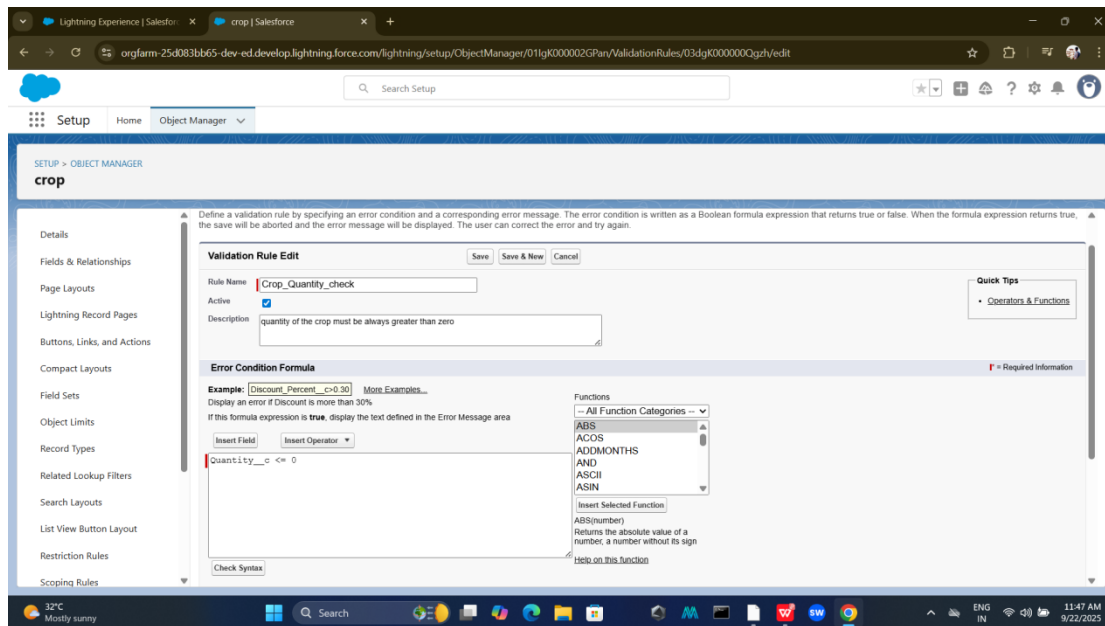 Lightning Experience | Salesforc
crop | Salesforce
orgfarm-25d083bb65-dev-ed.develop.lightning.force.com/lightning/setup/ObjectManager/01IgK000002GPan/ValidationRules/03dgK000000Qgzh/edit
Search Setup
Setup
Home
Object Manager
SETUP > OBJECT MANAGER
crop
Details
Fields & Relationships
Page Layouts
Lightning Record Pages
Buttons, Links, and Actions
Compact Layouts
Field Sets
Object Limits
Record Types
Related Lookup Filters
Search Layouts
List View Button Layout
Restriction Rules
Scoping Rules
Define a validation rule by specifying an error condition and a corresponding error message. The error condition is written as a Boolean formula expression that returns true or false. When the formula expression returns true,
the save will be aborted and the error message will be displayed. The user can correct the error and try again.
Validation Rule Edit
Save
Save & New
Cancel
Rule Name
Crop_Quantity_check
Active
Description
quantity of the crop must be always greater than zero
Quick Tips
• Operators & Functions
Error Condition Formula
= Required Information
Example: Discount_Percent__c>0.30 More Examples...
Display an error if Discount is more than 30%
If this formula expression is true, display the text defined in the Error Message area
Insert Field
Insert Operator
Quantity__c <= 0
Check Syntax
Functions
-- All Function Categories --
ABS
ACOS
ADDMONTHS
AND
ASCII
ASIN
Insert Selected Function
ABS(number)
Returns the absolute value of a
number, a number without its sign
Help on this function
32°C
Mostly sunny
Search
ENG
IN
11:47 AM
9/22/2025